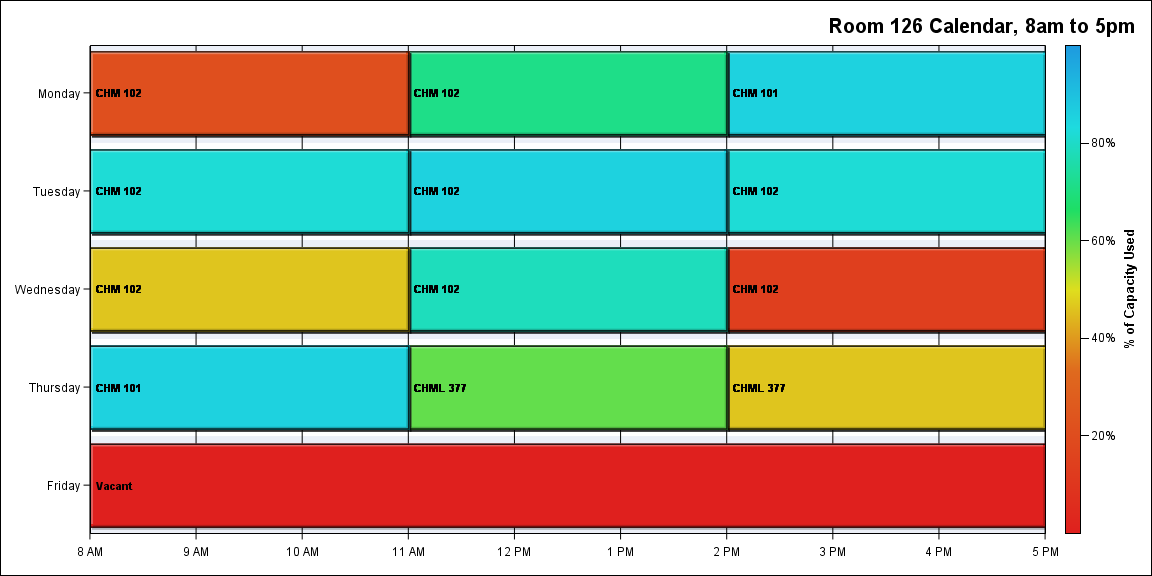 Room 126 Calendar, 8am to 5pm
Monday
CHM 102
CHM 102
CHM 101
80%
Tuesday
CHM 102
CHM 102
CHM 102
60%
Wednesday
CHM 102
CHM 102
CHM 102
% of Capacity Used
40%
Thursday
CHM 101
CHML 377
CHML 377
20%
Friday
Vacant
8 AM
9 AM
10 AM
11 AM
12 PM
1 PM
2 PM
3 PM
4 PM
5 PM